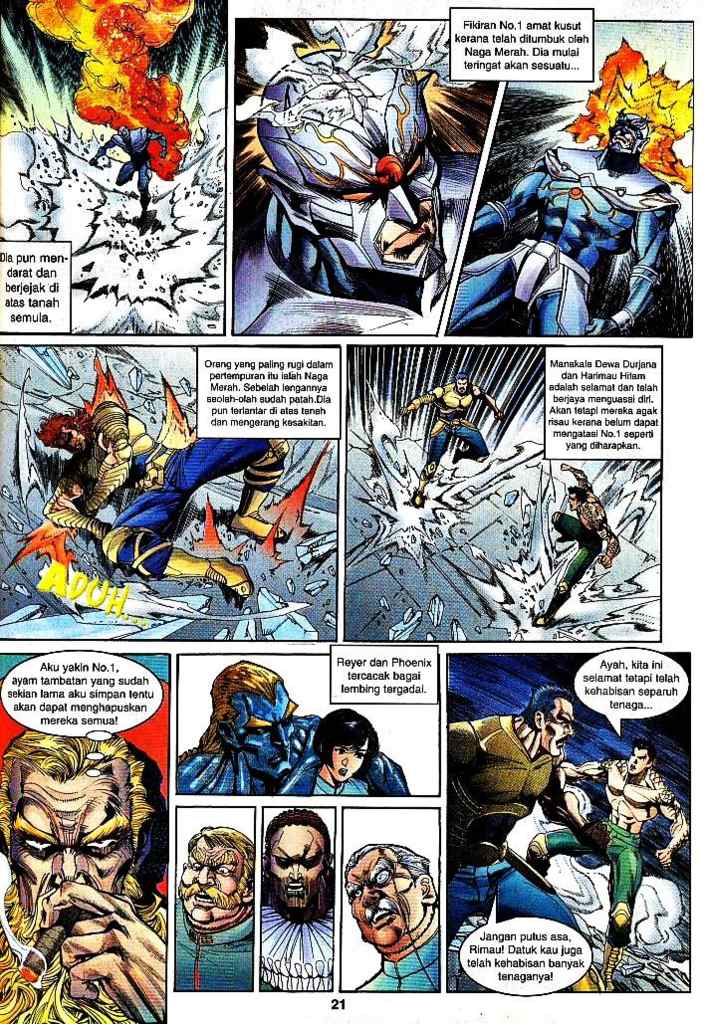 Dia pun men-
darat dan
berjejak di
atas tanah
semula.
Fikiran No.1 amat kusut
kerana telah ditumbuk oleh
Naga Merah. Dia mulai
teringat akan sesuatu...
Orang yang paling rugi dalam
pertempuran itu ialah Naga
Merah. Sebelah lengannya
seolah-olah sudah patah.Dia
pun terlantar di atas tanah
dan mengerang kesakitan.
ADUH...
Manakala Dewa Durjana
dan Harimau Hitam
adalah selamat dan telah
berjaya menguasai diri.
Akan tetapi mereka agak
risau kerana belum dapat
mengatasi No.1 seperti
yang diharapkan.
Aku yakin No.1,
ayam tambatan yang sudah
sekian lama aku simpan tentu
akan dapat menghapuskan
mereka semua!
Reyer dan Phoenix
tercacak bagai
lembing tergadai.
Ayah, kita ini
selamat tetapi telah
kehabisan separuh
tenaga...
Jangan putus asa,
Rimau! Datuk kau juga
telah kehabisan banyak
tenaganya!
21